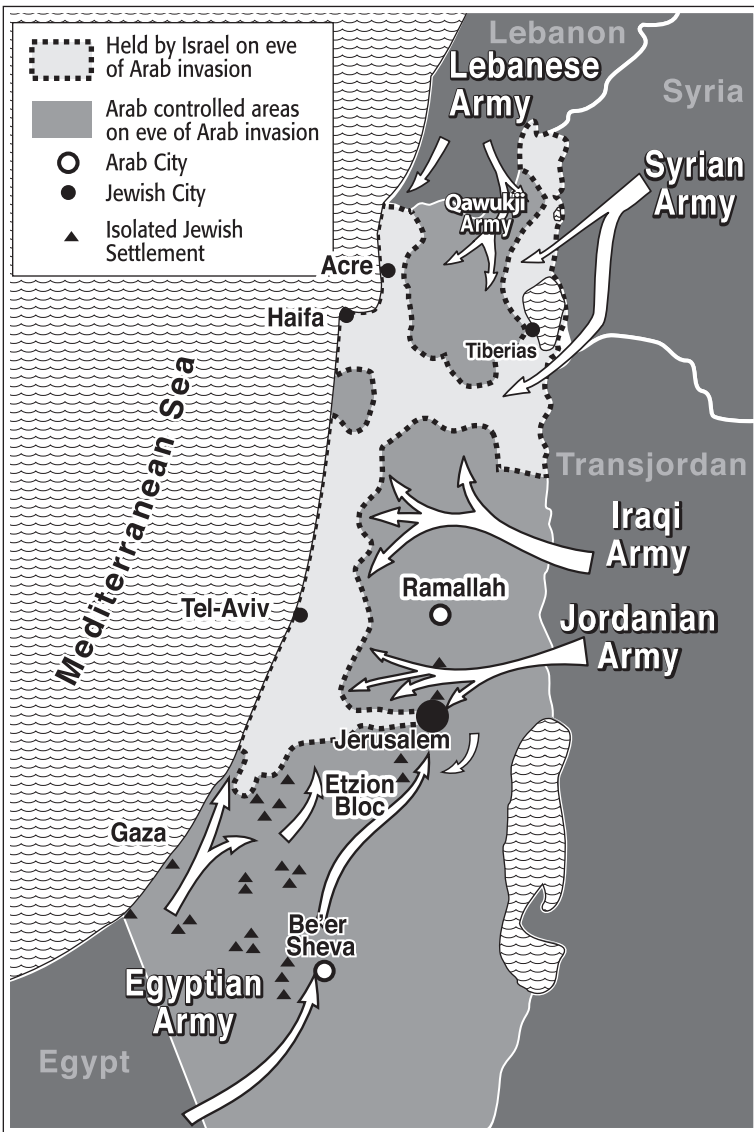 Held by Israel on eve
of Arab invasion
Arab controlled areas
on eve of Arab invasion
Arab City
Jewish City
Isolated Jewish
Settlement
Lebanon
Lebanese
Army
Syria
Syrian
Army
Qawukji
Army
Acre
Haifa
Tiberias
Mediterranean Sea
Transjordan
Iraqi
Army
Ramallah
Tel-Aviv
Jordanian
Army
Jerusalem
Etzion
Bloc
Gaza
Be'er
Sheva
Egyptian
Army
Egypt